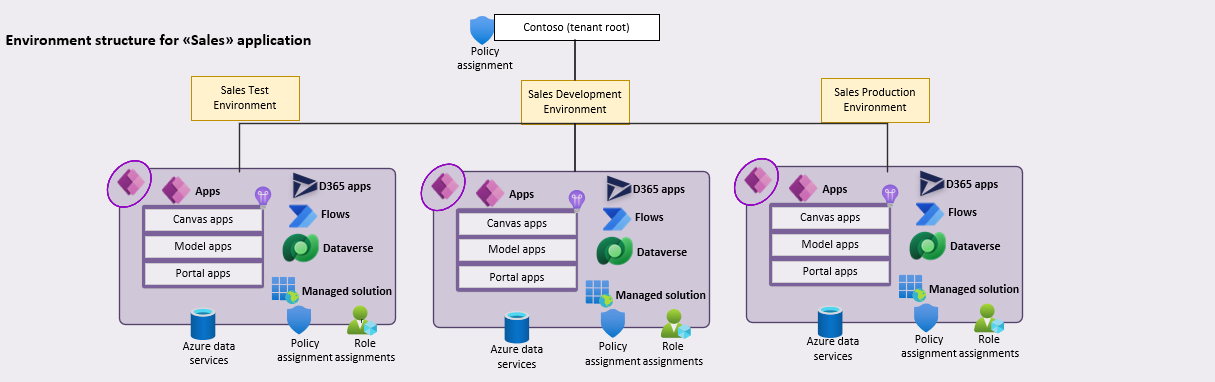 Contoso (tenant root)
Environment structure for «Sales» application
Policy
assignment
Sales Test
Environment
Sales Development
Environment
Sales Production
Environment
Apps
D365 apps
Canvas apps
Flows
Model apps
Dataverse
Portal apps
Managed solution
Azure data
services
Policy
assignment
Role
assignments
Apps
D365 apps
Canvas apps
Flows
Model apps
Dataverse
Portal apps
Managed solution
Azure data
services
Policy
assignment
Role
assignments
Apps
D365 apps
Canvas apps
Flows
Model apps
Dataverse
Portal apps
Managed solution
Azure data
services
Policy
assignment
Role
assignments